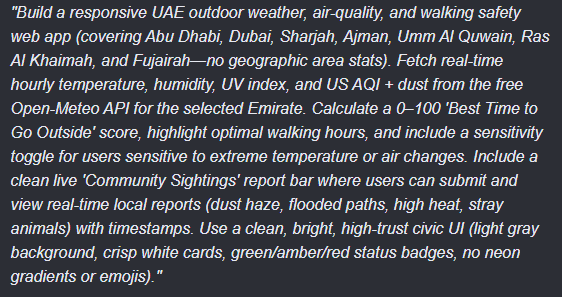 "Build a responsive UAE outdoor weather, air-quality, and walking safety
web app (covering Abu Dhabi, Dubai, Sharjah, Ajman, Umm Al Quwain, Ras
Al Khaimah, and Fujairah—no geographic area stats). Fetch real-time
hourly temperature, humidity, UV index, and US AQI + dust from the free
Open-Meteo API for the selected Emirate. Calculate a 0–100 'Best Time to
Go Outside' score, highlight optimal walking hours, and include a sensitivity
toggle for users sensitive to extreme temperature or air changes. Include a
clean live 'Community Sightings' report bar where users can submit and
view real-time local reports (dust haze, flooded paths, high heat, stray
animals) with timestamps. Use a clean, bright, high-trust civic UI (light gray
background, crisp white cards, green/amber/red status badges, no neon
gradients or emojis)."